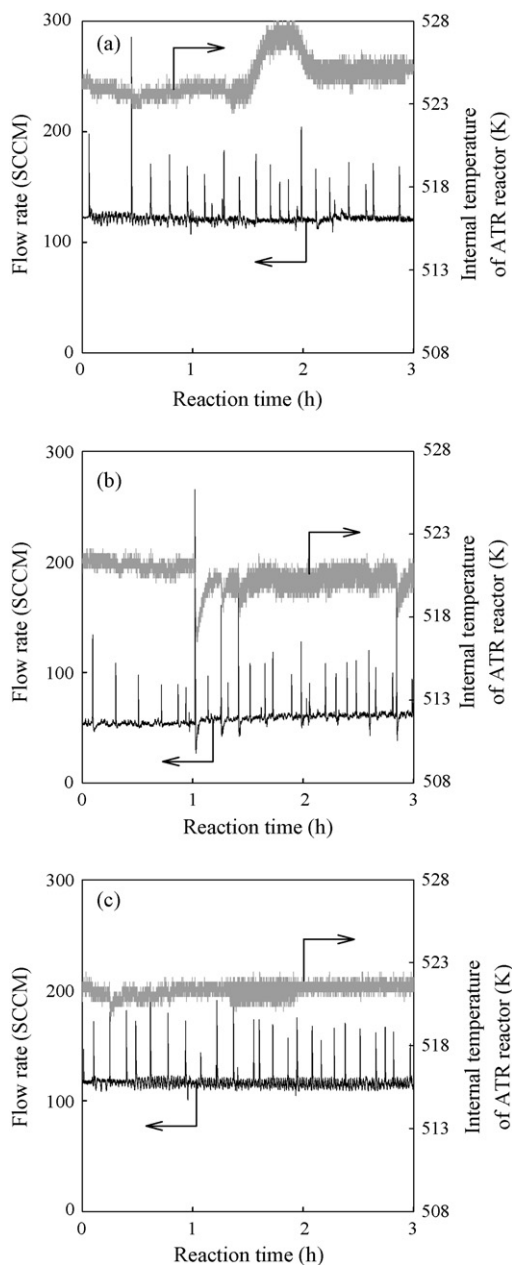 (a)
300
200
100
0
Flow rate (SCCM)
528
523
518
513
508
Internal temperature
of ATR reactor (K)
0 1 2 3
Reaction time (h)
(b)
300
200
100
0
Flow rate (SCCM)
528
523
518
513
508
Internal temperature
of ATR reactor (K)
0 1 2 3
Reaction time (h)
(c)
300
200
100
0
Flow rate (SCCM)
528
523
518
513
508
Internal temperature
of ATR reactor (K)
0 1 2 3
Reaction time (h)